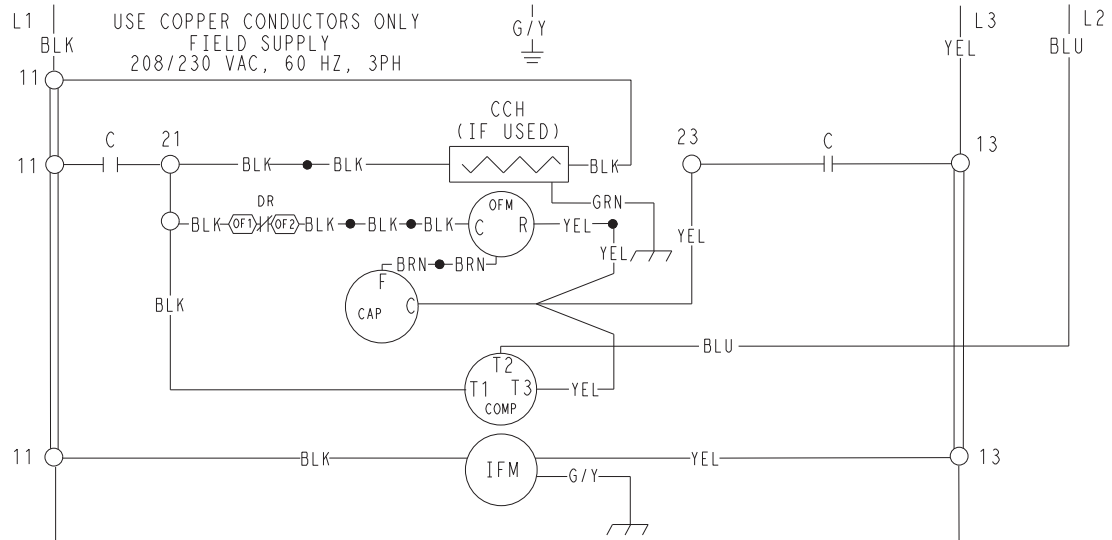 L1
USE COPPER CONDUCTORS ONLY
FIELD SUPPLY
208/230 VAC, 60 HZ, 3PH
G/Y
L3
L2
BLK
YEL
BLU
11
CCH
(IF USED)
11
C
21
BLK
BLK
BLK
23
C
13
GRN
DR
BLK
OF1
OF2
BLK
BLK
BLK
OFM
C
R
YEL
YEL
YEL
BRN
BRN
F
CAP
C
BLK
BLU
T2
T1
T3
COMP
YEL
11
BLK
IFM
YEL
13
G/Y